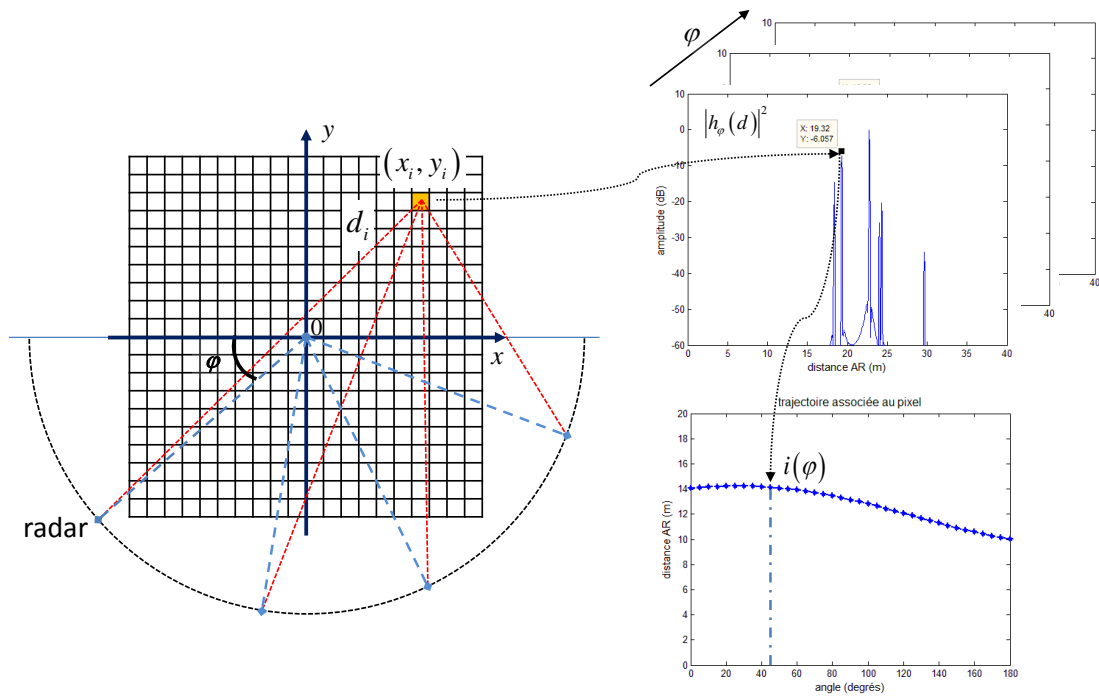 y
(x_i, y_i)
d_i
0
x
φ
radar
φ
10
10
40
40
|h_φ(d)|²
X: 19.32
Y: -6.057
10
0
-10
-20
-30
-40
-50
-60
amplitude (dB)
0 5 10 15 20 25 30 35 40
distance AR (m)
trajectoire associée au pixel
i(φ)
20
18
16
14
12
10
8
6
4
2
0
distance AR (m)
0 20 40 60 80 100 120 140 160 180
angle (degrés)